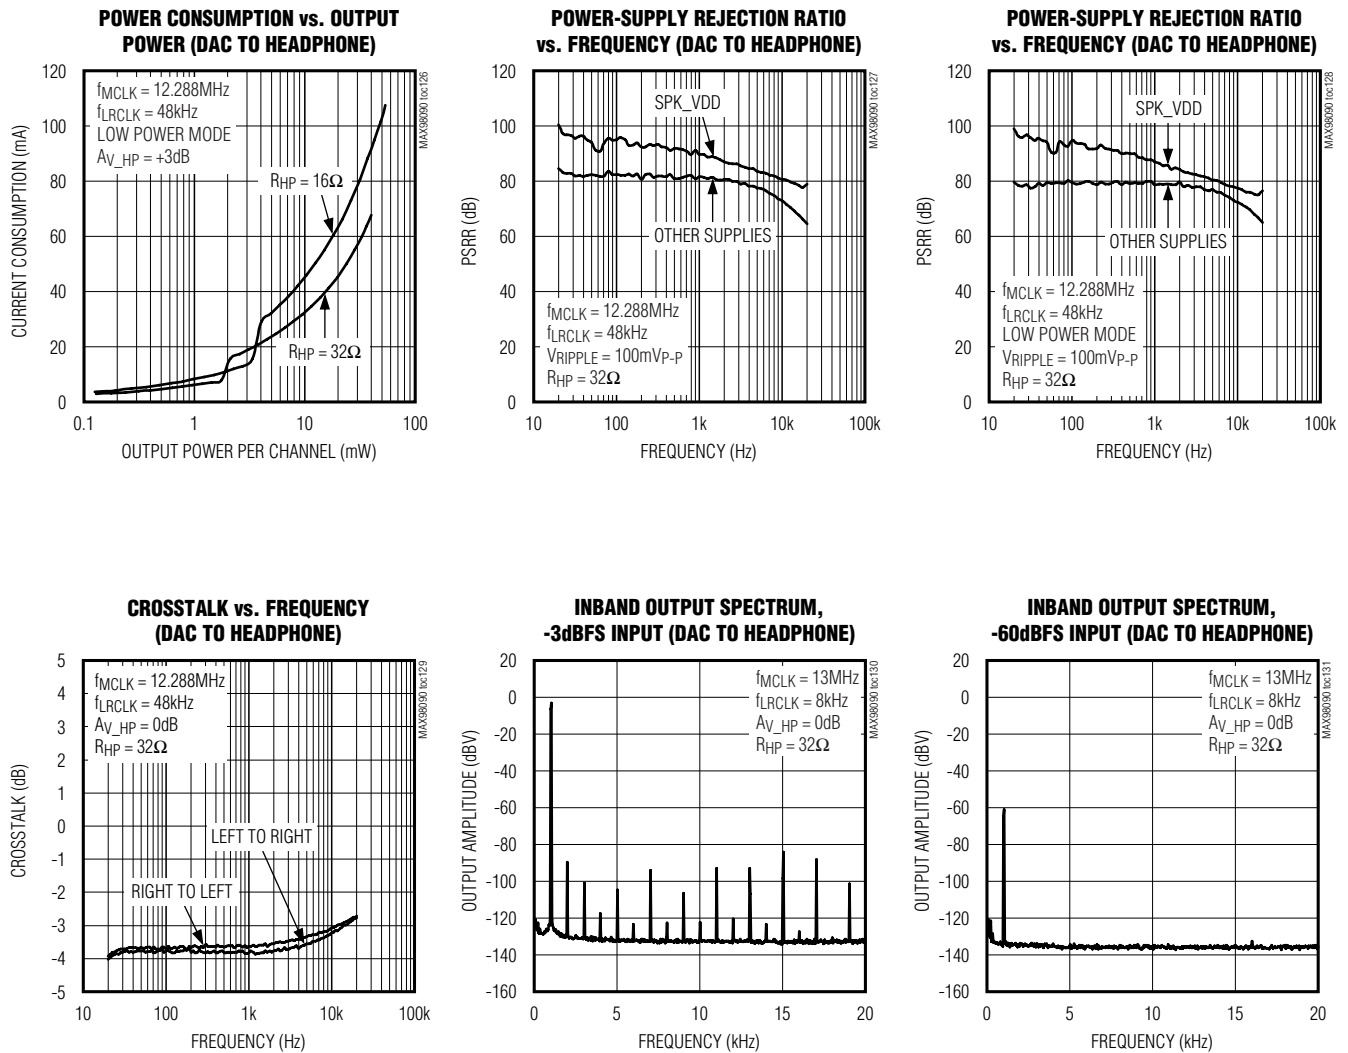 POWER CONSUMPTION vs. OUTPUT
POWER (DAC TO HEADPHONE)
120
100
80
60
40
20
0
CURRENT CONSUMPTION (mA)
fMCLK = 12.288MHz
fLRCLK = 48kHz
LOW POWER MODE
AV_HP = +3dB
RHP = 16Ω
RHP = 32Ω
MAX98090 toc126
0.1
1
10
100
OUTPUT POWER PER CHANNEL (mW)
POWER-SUPPLY REJECTION RATIO
vs. FREQUENCY (DAC TO HEADPHONE)
120
100
80
60
40
20
0
PSRR (dB)
SPK_VDD
OTHER SUPPLIES
fMCLK = 12.288MHz
fLRCLK = 48kHz
VRIPPLE = 100mVP-P
RHP = 32Ω
MAX98090 toc127
10
100
1k
10k
100k
FREQUENCY (Hz)
POWER-SUPPLY REJECTION RATIO
vs. FREQUENCY (DAC TO HEADPHONE)
120
100
80
60
40
20
0
PSRR (dB)
SPK_VDD
OTHER SUPPLIES
fMCLK = 12.288MHz
fLRCLK = 48kHz
LOW POWER MODE
VRIPPLE = 100mVP-P
RHP = 32Ω
MAX98090 toc128
10
100
1k
10k
100k
FREQUENCY (Hz)
CROSSTALK vs. FREQUENCY
(DAC TO HEADPHONE)
5
4
3
2
1
0
-1
-2
-3
-4
-5
CROSSTALK (dB)
fMCLK = 12.288MHz
fLRCLK = 48kHz
AV_HP = 0dB
RHP = 32Ω
LEFT TO RIGHT
RIGHT TO LEFT
MAX98090 toc129
10
100
1k
10k
100k
FREQUENCY (Hz)
INBAND OUTPUT SPECTRUM,
-3dBFS INPUT (DAC TO HEADPHONE)
20
0
-20
-40
-60
-80
-100
-120
-140
-160
OUTPUT AMPLITUDE (dBV)
fMCLK = 13MHz
fLRCLK = 8kHz
AV_HP = 0dB
RHP = 32Ω
MAX98090 toc130
0
5
10
15
20
FREQUENCY (kHz)
INBAND OUTPUT SPECTRUM,
-60dBFS INPUT (DAC TO HEADPHONE)
20
0
-20
-40
-60
-80
-100
-120
-140
-160
OUTPUT AMPLITUDE (dBV)
fMCLK = 13MHz
fLRCLK = 8kHz
AV_HP = 0dB
RHP = 32Ω
MAX98090 toc131
0
5
10
15
20
FREQUENCY (kHz)